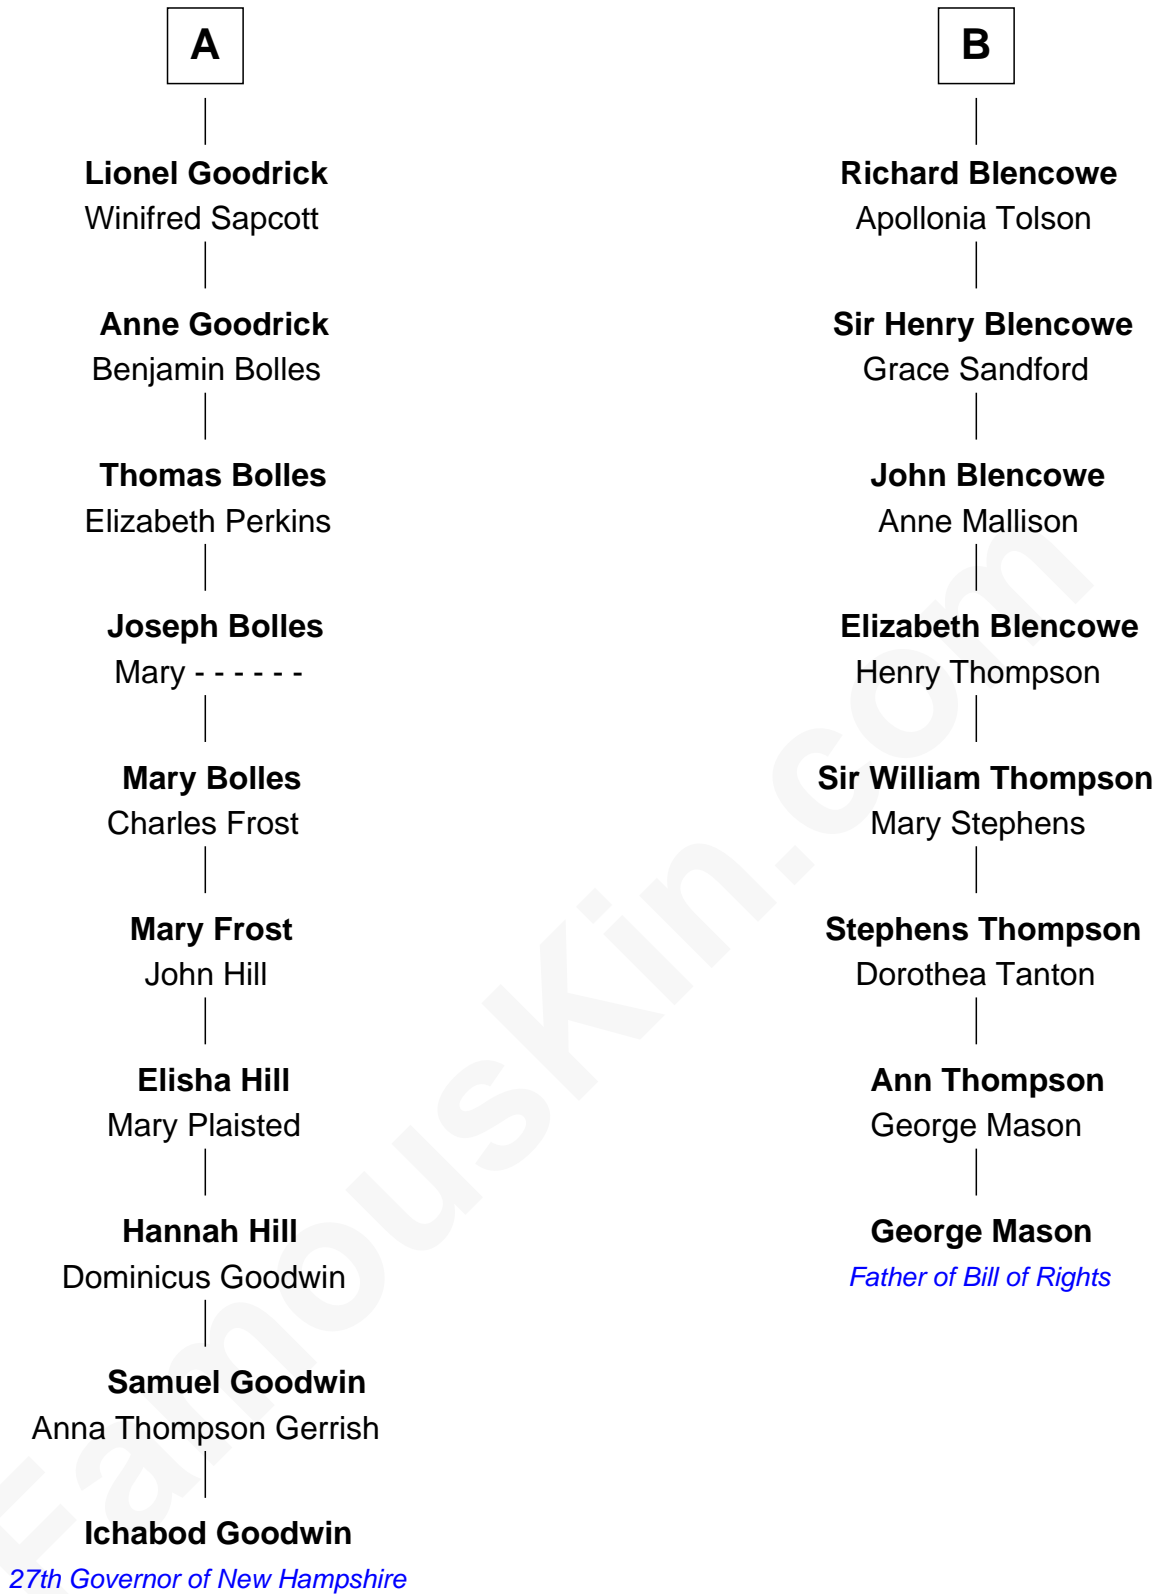 A
Lionel Goodrick
Winifred Sapcott
Anne Goodrick
Benjamin Bolles
Thomas Bolles
Elizabeth Perkins
Joseph Bolles
Mary - - - - - -
Mary Bolles
Charles Frost
Mary Frost
John Hill
Elisha Hill
Mary Plaisted
Hannah Hill
Dominicus Goodwin
Samuel Goodwin
Anna Thompson Gerrish
Ichabod Goodwin
27th Governor of New Hampshire
B
Richard Blencowe
Apollonia Tolson
Sir Henry Blencowe
Grace Sandford
John Blencowe
Anne Mallison
Elizabeth Blencowe
Henry Thompson
Sir William Thompson
Mary Stephens
Stephens Thompson
Dorothea Tanton
Ann Thompson
George Mason
George Mason
Father of Bill of Rights
FamousKin.com